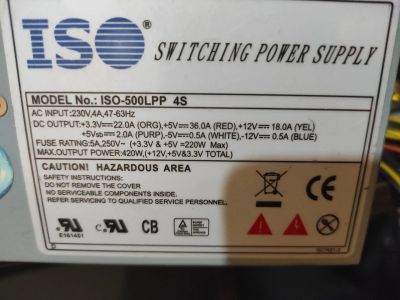 ISO SWITCHING POWER SUPPLY
MODEL No.: ISO-500LPP 4S
AC INPUT:230V,4A,47-63Hz
DC OUTPUT:+3.3V⎓22.0A (ORG),+5V⎓36.0A (RED),+12V⎓18.0A (YEL)
+5Vsb⎓2.0A (PURP),-5V⎓0.5A (WHITE),-12V⎓0.5A (BLUE)
FUSE RATING:5A,250V~ (+3.3V & +5V =220W Max)
MAX.OUTPUT POWER:420W,(+12V,+5V&3.3V TOTAL)
CAUTION! HAZARDOUS AREA
SAFETY INSTRUCTIONS:
DO NOT REMOVE THE COVER.
NO SERVICEABLE COMPONENTS INSIDE.
REFER SERVICING TO QUALIFIED SERVICE PERSONNEL.
E161451
CB
CE